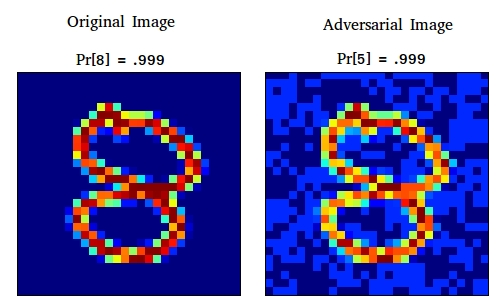 Original Image
Pr[8] = .999
Adversarial Image
Pr[5] = .999